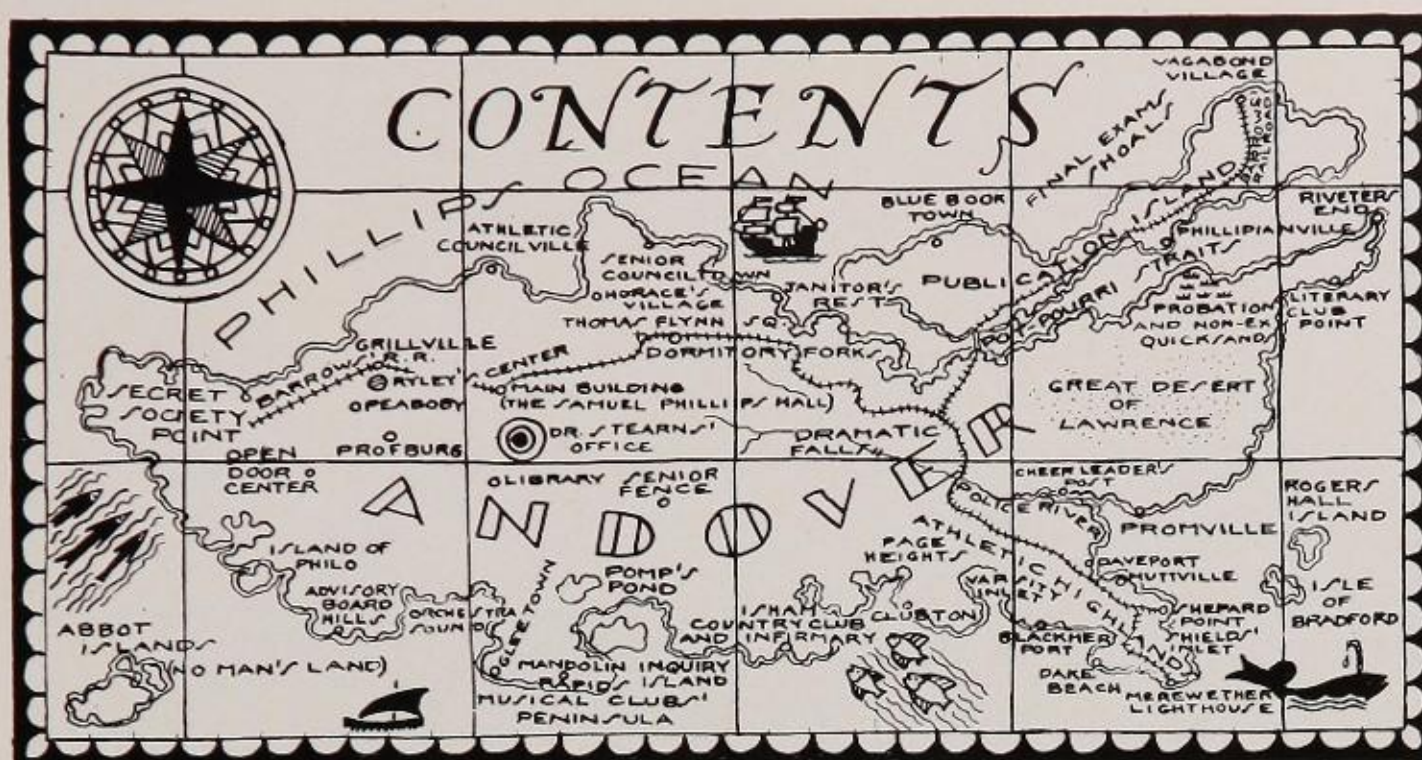 CONTENTS
PHILLIPS OCEAN
VAGABOND
VILLAGE
FINAL EXAMS
SHOALS
BARROWS'
RAILROAD
ATHLETIC
COUNCILVILLE
SENIOR
COUNCILTOWN
HORACE'S
VILLAGE
THOMAS FLYNN SQ.
BLUE BOOK
TOWN
JANITOR'S
REST
PUBLICATION ISLAND
POT-POURRI STRAITS
PHILLIPIANVILLE
RIVETERS
END
PROBATION
AND NON-EX
QUICKSAND
LITERARY
CLUB
POINT
GRILLVILLE
BARROWS' R.R.
RYLEY'S CENTER
PEABODY
MAIN BUILDING
(THE SAMUEL PHILLIPS HALL)
DORMITORY FORKS
GREAT DESERT
OF
LAWRENCE
SECRET
SOCIETY
POINT
OPEN
DOOR
CENTER
PROFBURG
DR. STEARNS'
OFFICE
DRAMATIC
FALLS
ANDOVER
LIBRARY
SENIOR
FENCE
CHEER LEADER'S
POST
POLICE RIVER
PROMVILLE
ROGERS
HALL
ISLAND
ISLAND OF
PHILO
ADVISORY
BOARD
HILLS
ORCHESTRA
SOUND
GLEETOWN
POMP'S
POND
PAGE
HEIGHTS
ATHLETIC HIGHLAND
VARSITY
INLET
DAVEPORT
MUTTVILLE
ISLE
OF
BRADFORD
ABBOT
ISLANDS
(NO MAN'S LAND)
MANDOLIN
RAPIDS
INQUIRY
ISLAND
MUSICAL CLUBS'
PENINSULA
ISHAM
COUNTRY CLUB
AND INFIRMARY
CLUBTON
BLACKMER
PORT
SHEPARD
POINT
SHIELDS'
INLET
DAKE
BEACH
MEREWETHER
LIGHTHOUSE